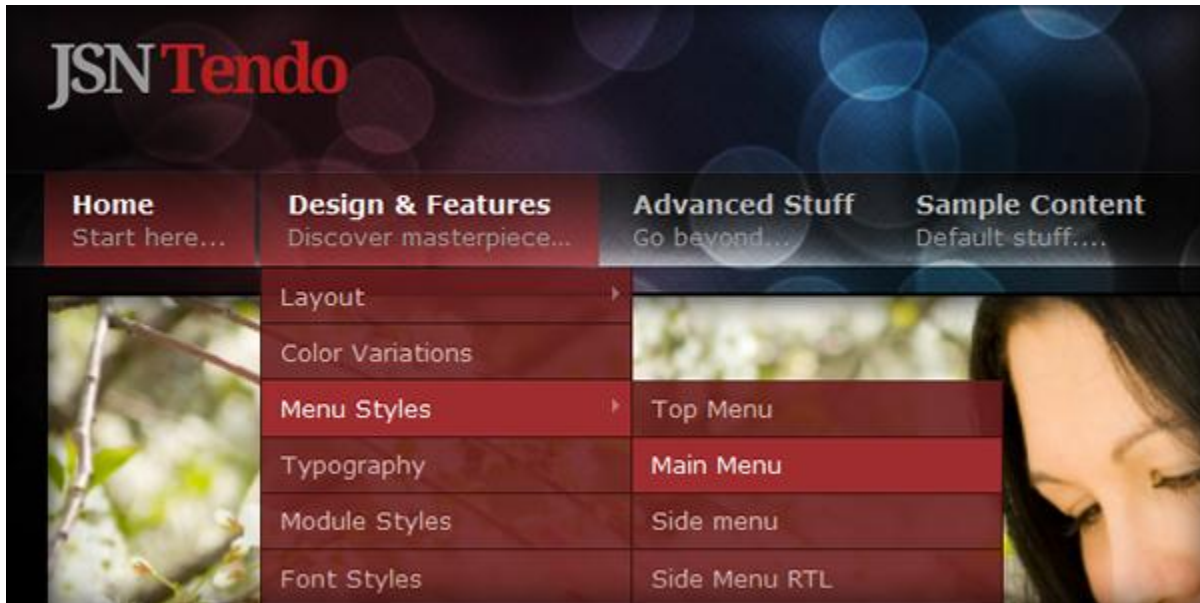 JSN Tendo
Home
Start here...
Design & Features
Discover masterpiece...
Advanced Stuff
Go beyond...
Sample Content
Default stuff....
Layout
Color Variations
Menu Styles
Typography
Module Styles
Font Styles
Top Menu
Main Menu
Side menu
Side Menu RTL